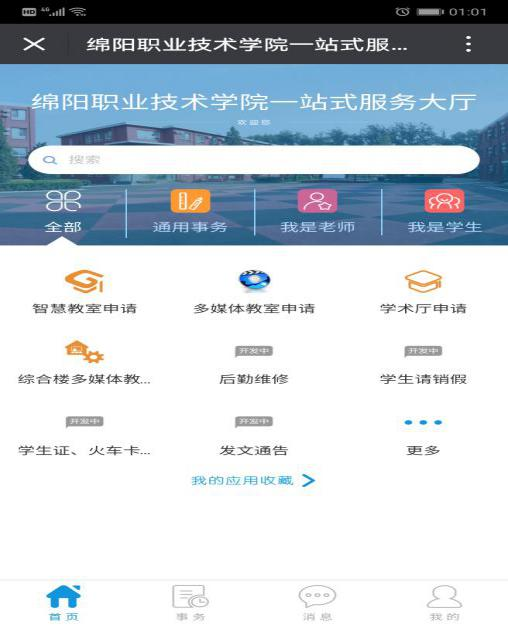 HD 4G 01:01
绵阳职业技术学院一站式服...
绵阳职业技术学院一站式服务大厅
欢迎您
搜索
全部 通用事务 我是老师 我是学生
智慧教室申请 多媒体教室申请 学术厅申请
开发中 开发中
综合楼多媒体教... 后勤维修 学生请销假
开发中 开发中
学生证、火车卡... 发文通告 更多
我的应用收藏
首页 事务 消息 我的